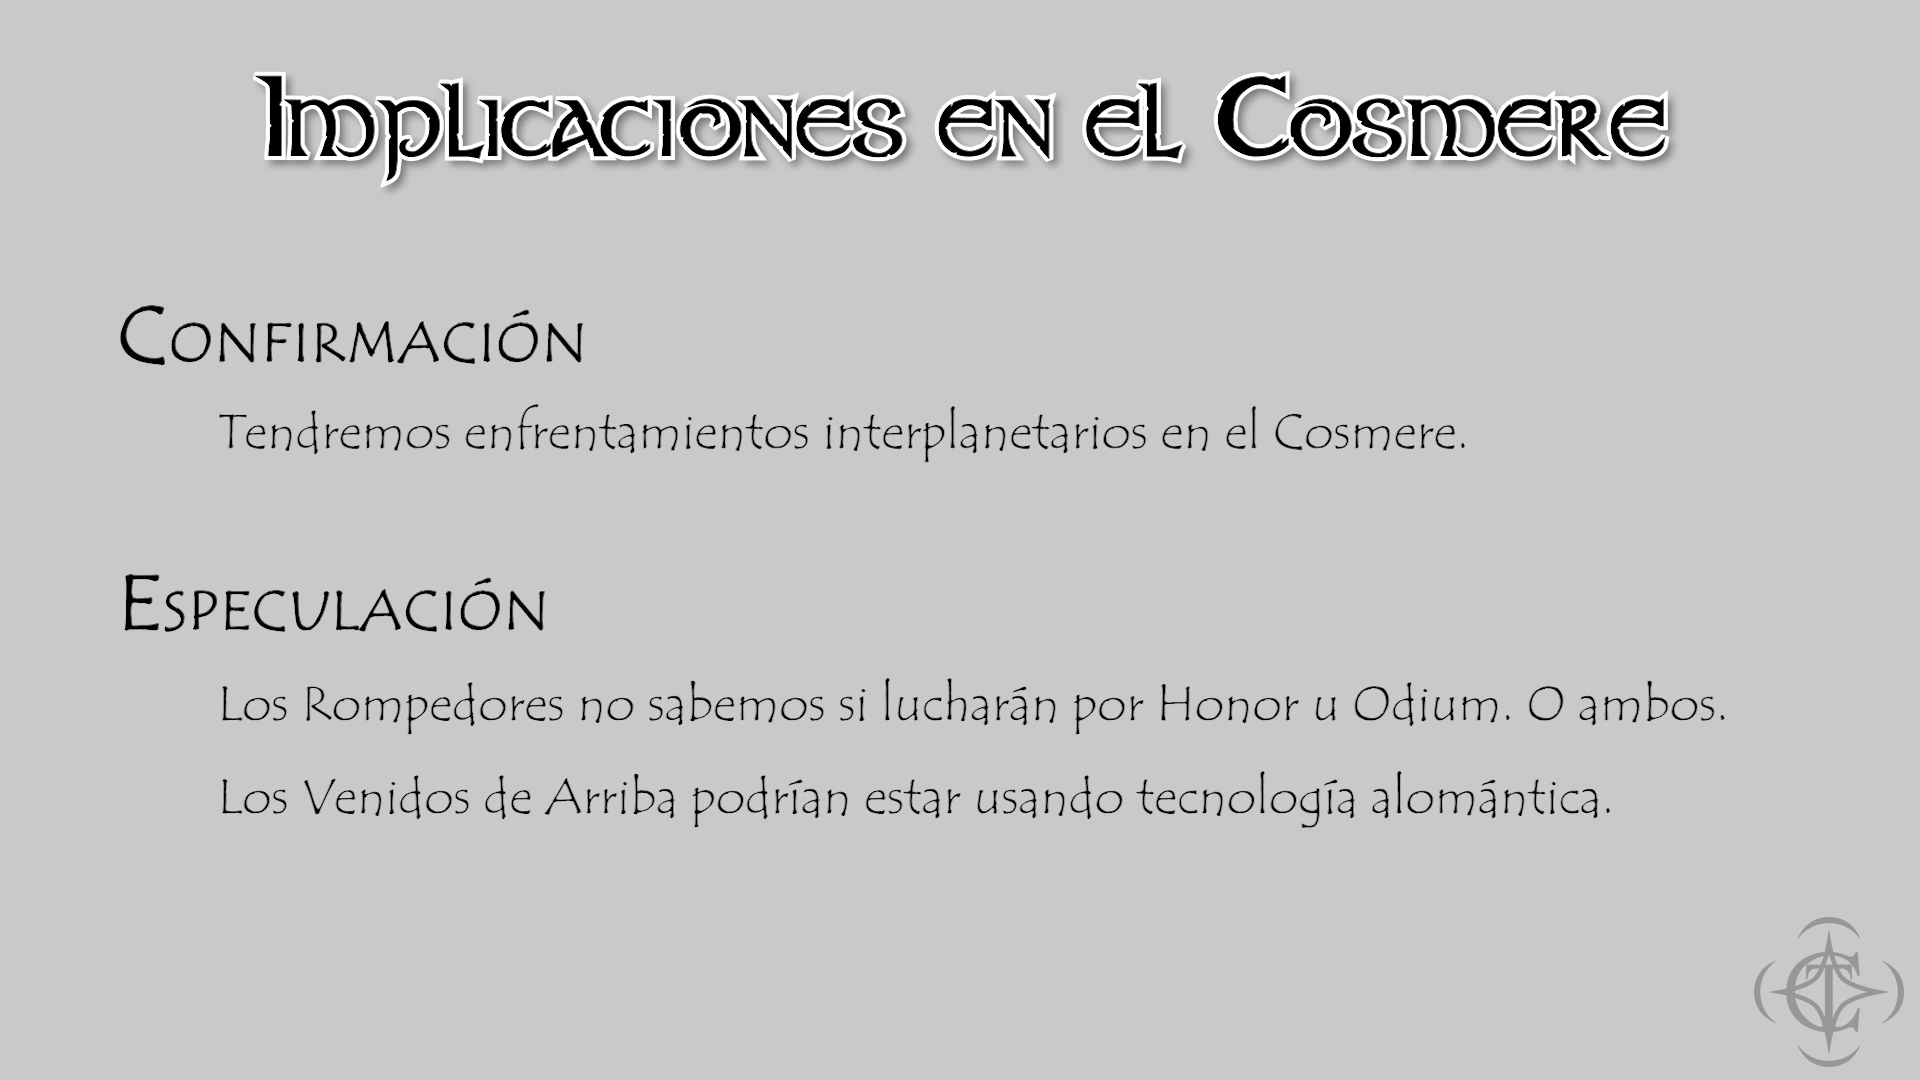 Implicaciones en el Cosmere
Confirmación
Tendremos enfrentamientos interplanetarios en el Cosmere.
Especulación
Los Rompedores no sabemos si lucharán por Honor u Odium. O ambos.
Los Venidos de Arriba podrían estar usando tecnología alomántica.